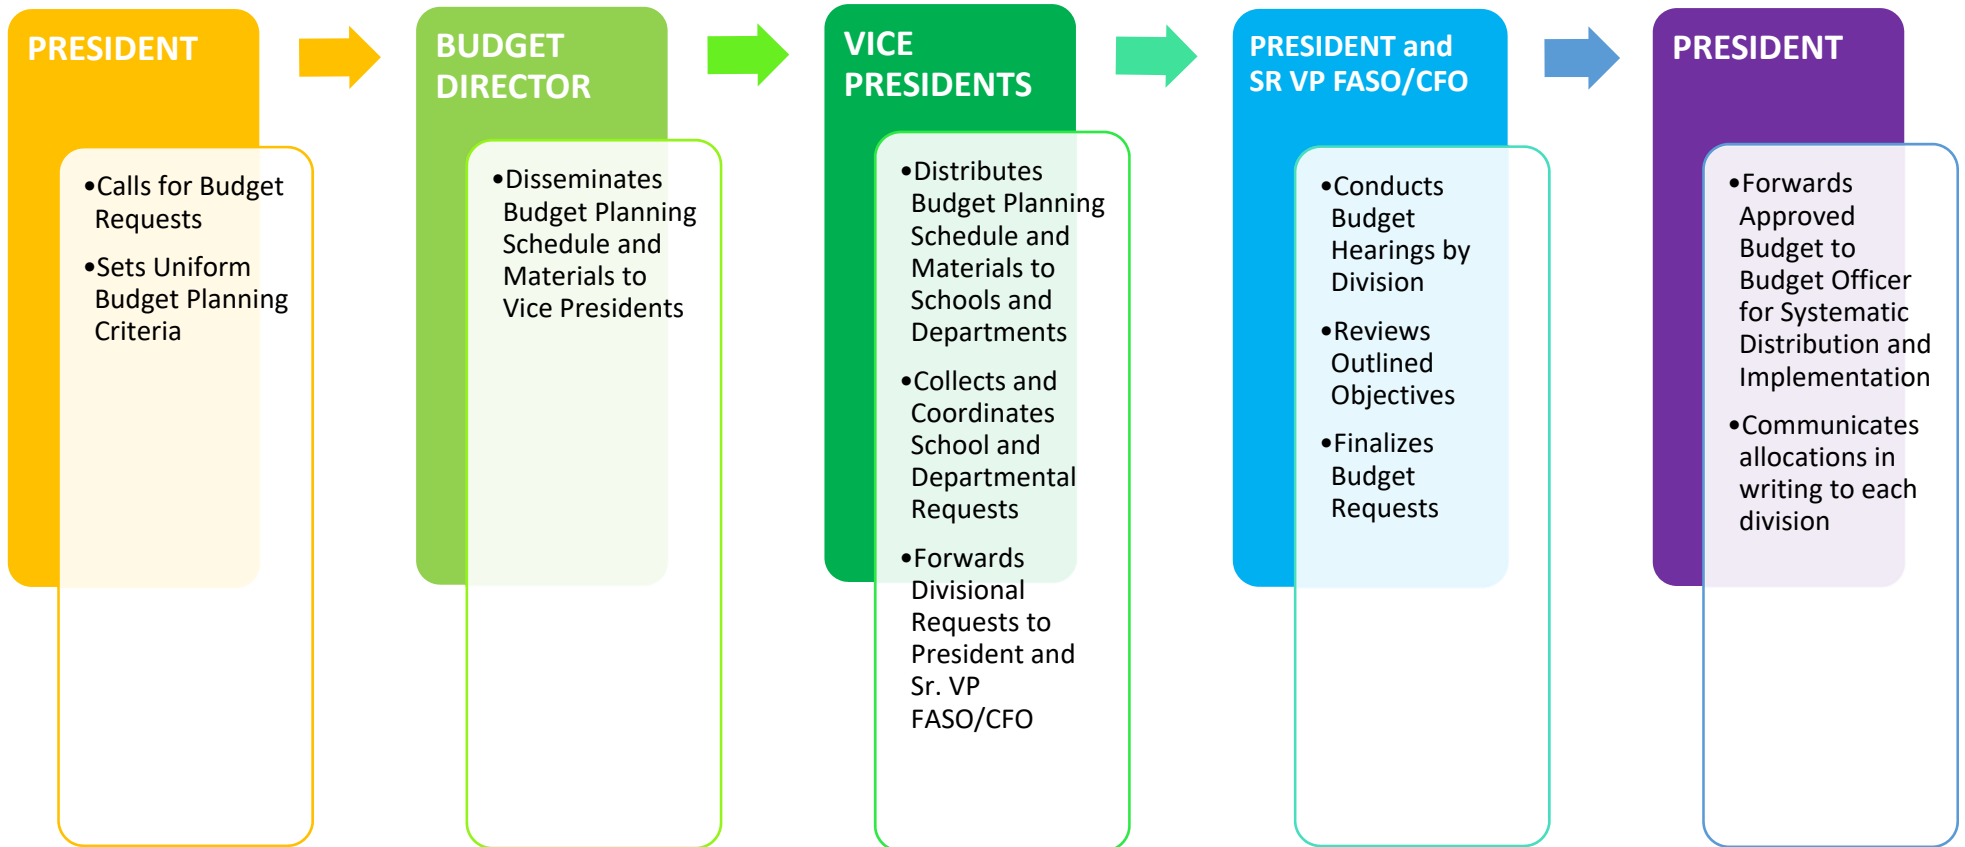 PRESIDENT
•Calls for Budget
Requests
•Sets Uniform
Budget Planning
Criteria
BUDGET
DIRECTOR
•Disseminates
Budget Planning
Schedule and
Materials to
Vice Presidents
VICE
PRESIDENTS
•Distributes
Budget Planning
Schedule and
Materials to
Schools and
Departments
•Collects and
Coordinates
School and
Departmental
Requests
•Forwards
Divisional
Requests to
President and
Sr. VP
FASO/CFO
PRESIDENT and
SR VP FASO/CFO
•Conducts
Budget
Hearings by
Division
•Reviews
Outlined
Objectives
•Finalizes
Budget
Requests
PRESIDENT
•Forwards
Approved
Budget to
Budget Officer
for Systematic
Distribution and
Implementation
•Communicates
allocations in
writing to each
division